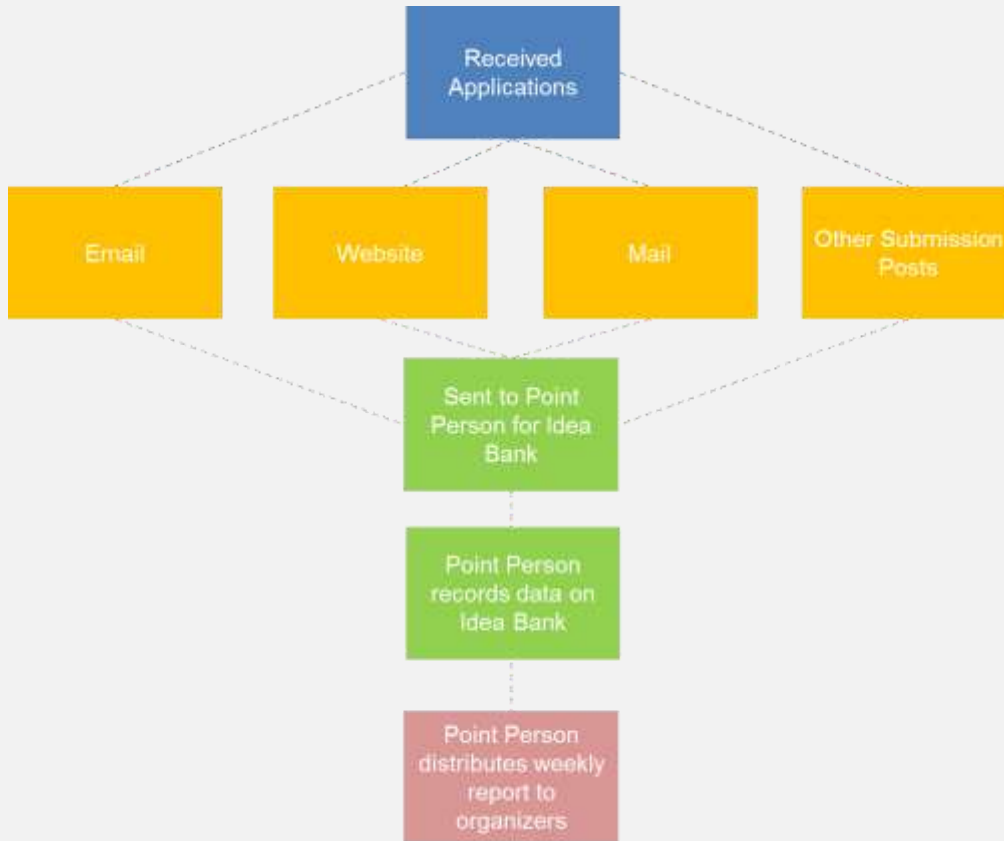 Received
Applications
Email
Website
Mail
Other Submission
Posts
Sent to Point
Person for Idea
Bank
Point Person
records data on
Idea Bank
Point Person
distributes weekly
report to
organizers